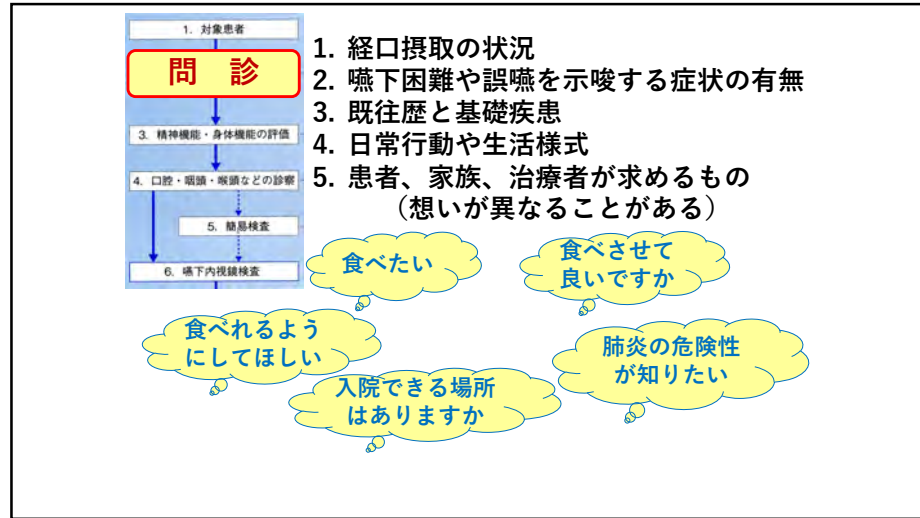 1. 対象患者
問 診
3. 精神機能・身体機能の評価
4. 口腔・咽頭・喉頭などの診察
5. 簡易検査
6. 嚥下内視鏡検査
1. 経口摂取の状況
2. 嚥下困難や誤嚥を示唆する症状の有無
3. 既往歴と基礎疾患
4. 日常行動や生活様式
5. 患者、家族、治療者が求めるもの
（想いが異なることがある）
食べたい
食べさせて
良いですか
食べれるよう
にしてほしい
入院できる場所
はありますか
肺炎の危険性
が知りたい